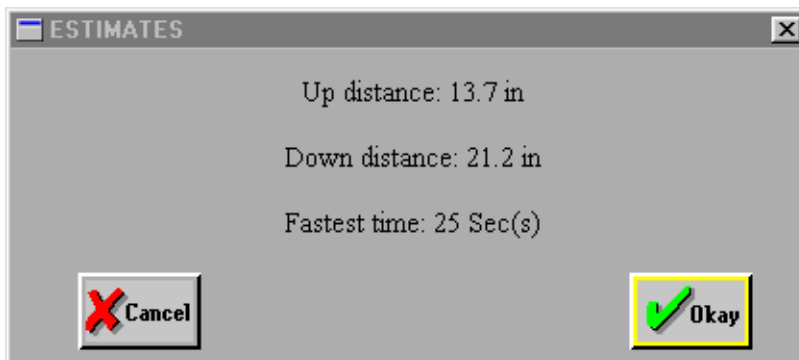 ESTIMATES
Up distance: 13.7 in
Down distance: 21.2 in
Fastest time: 25 Sec(s)
Cancel
Okay